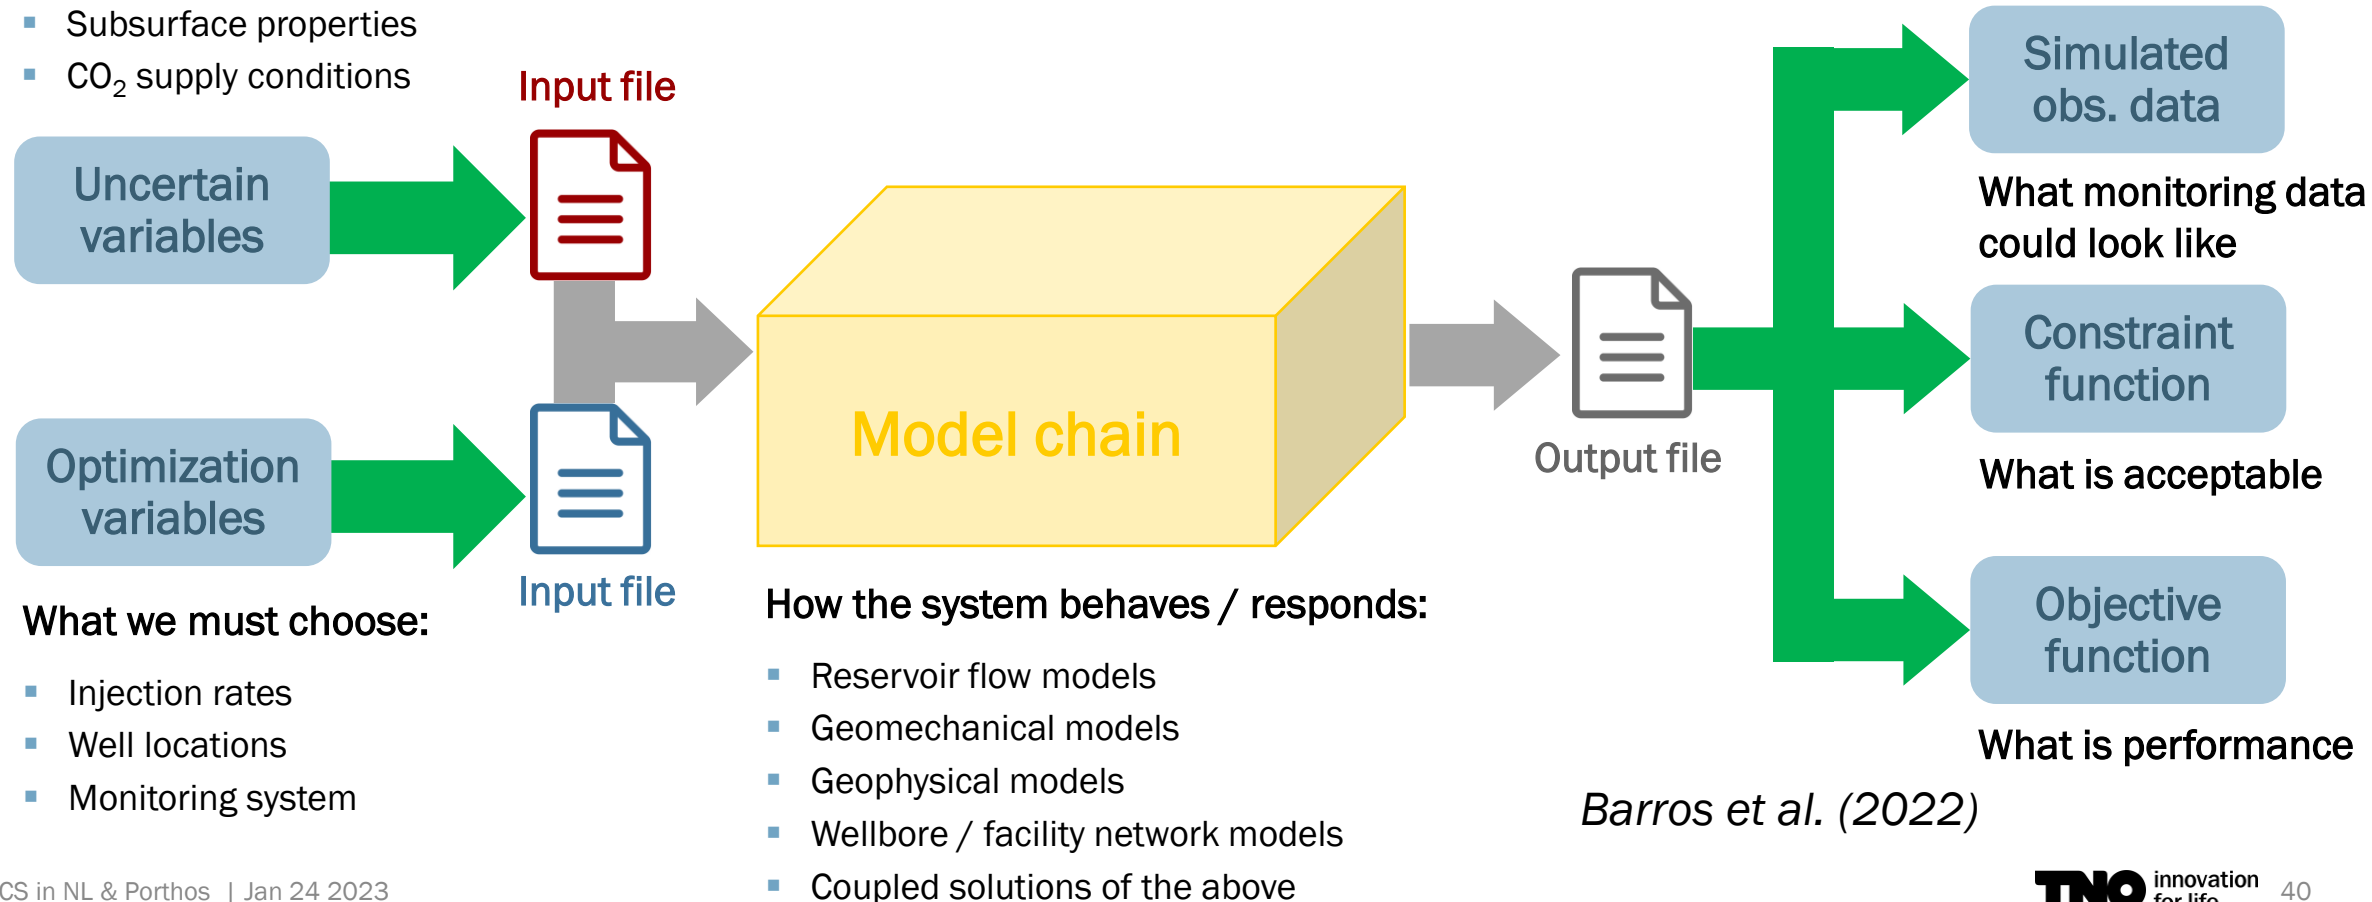 Subsurface properties
CO₂ supply conditions
Uncertain
variables
Input file
Optimization
variables
Input file
What we must choose:
Injection rates
Well locations
Monitoring system
Model chain
How the system behaves / responds:
Reservoir flow models
Geomechanical models
Geophysical models
Wellbore / facility network models
Coupled solutions of the above
Output file
Simulated
obs. data
What monitoring data
could look like
Constraint
function
What is acceptable
Objective
function
What is performance
Barros et al. (2022)
CS in NL & Porthos | Jan 24 2023
TNO innovation
for life
40